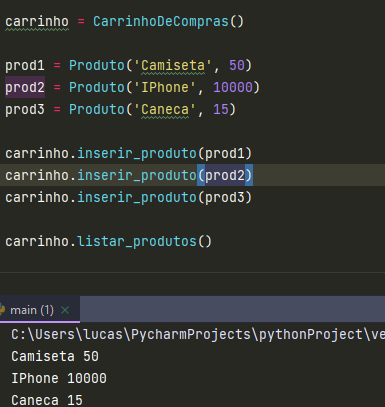 carrinho = CarrinhoDeCompras()
prod1 = Produto('Camiseta', 50)
prod2 = Produto('IPhone', 10000)
prod3 = Produto('Caneca', 15)
carrinho.inserir_produto(prod1)
carrinho.inserir_produto(prod2)
carrinho.inserir_produto(prod3)
carrinho.listar_produtos()
main (1) ×
C:\Users\lucas\PycharmProjects\pythonProject\ve
Camiseta 50
IPhone 10000
Caneca 15